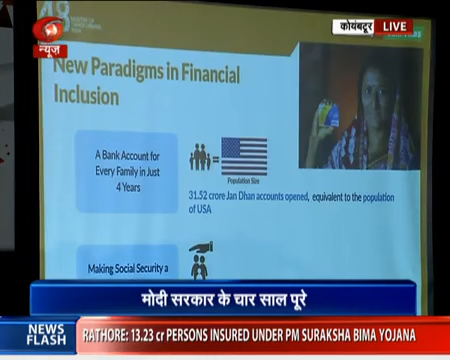 न्यूज़
कोयंबटूर LIVE
New Paradigms in Financial
Inclusion
A Bank Account for
Every Family in Just
4 Years
=
Population Size
31.52 crore Jan Dhan accounts opened, equivalent to the population
of USA
Making Social Security a
मोदी सरकार के चार साल पूरे
NEWS
FLASH
RATHORE: 13.23 cr PERSONS INSURED UNDER PM SURAKSHA BIMA YOJANA